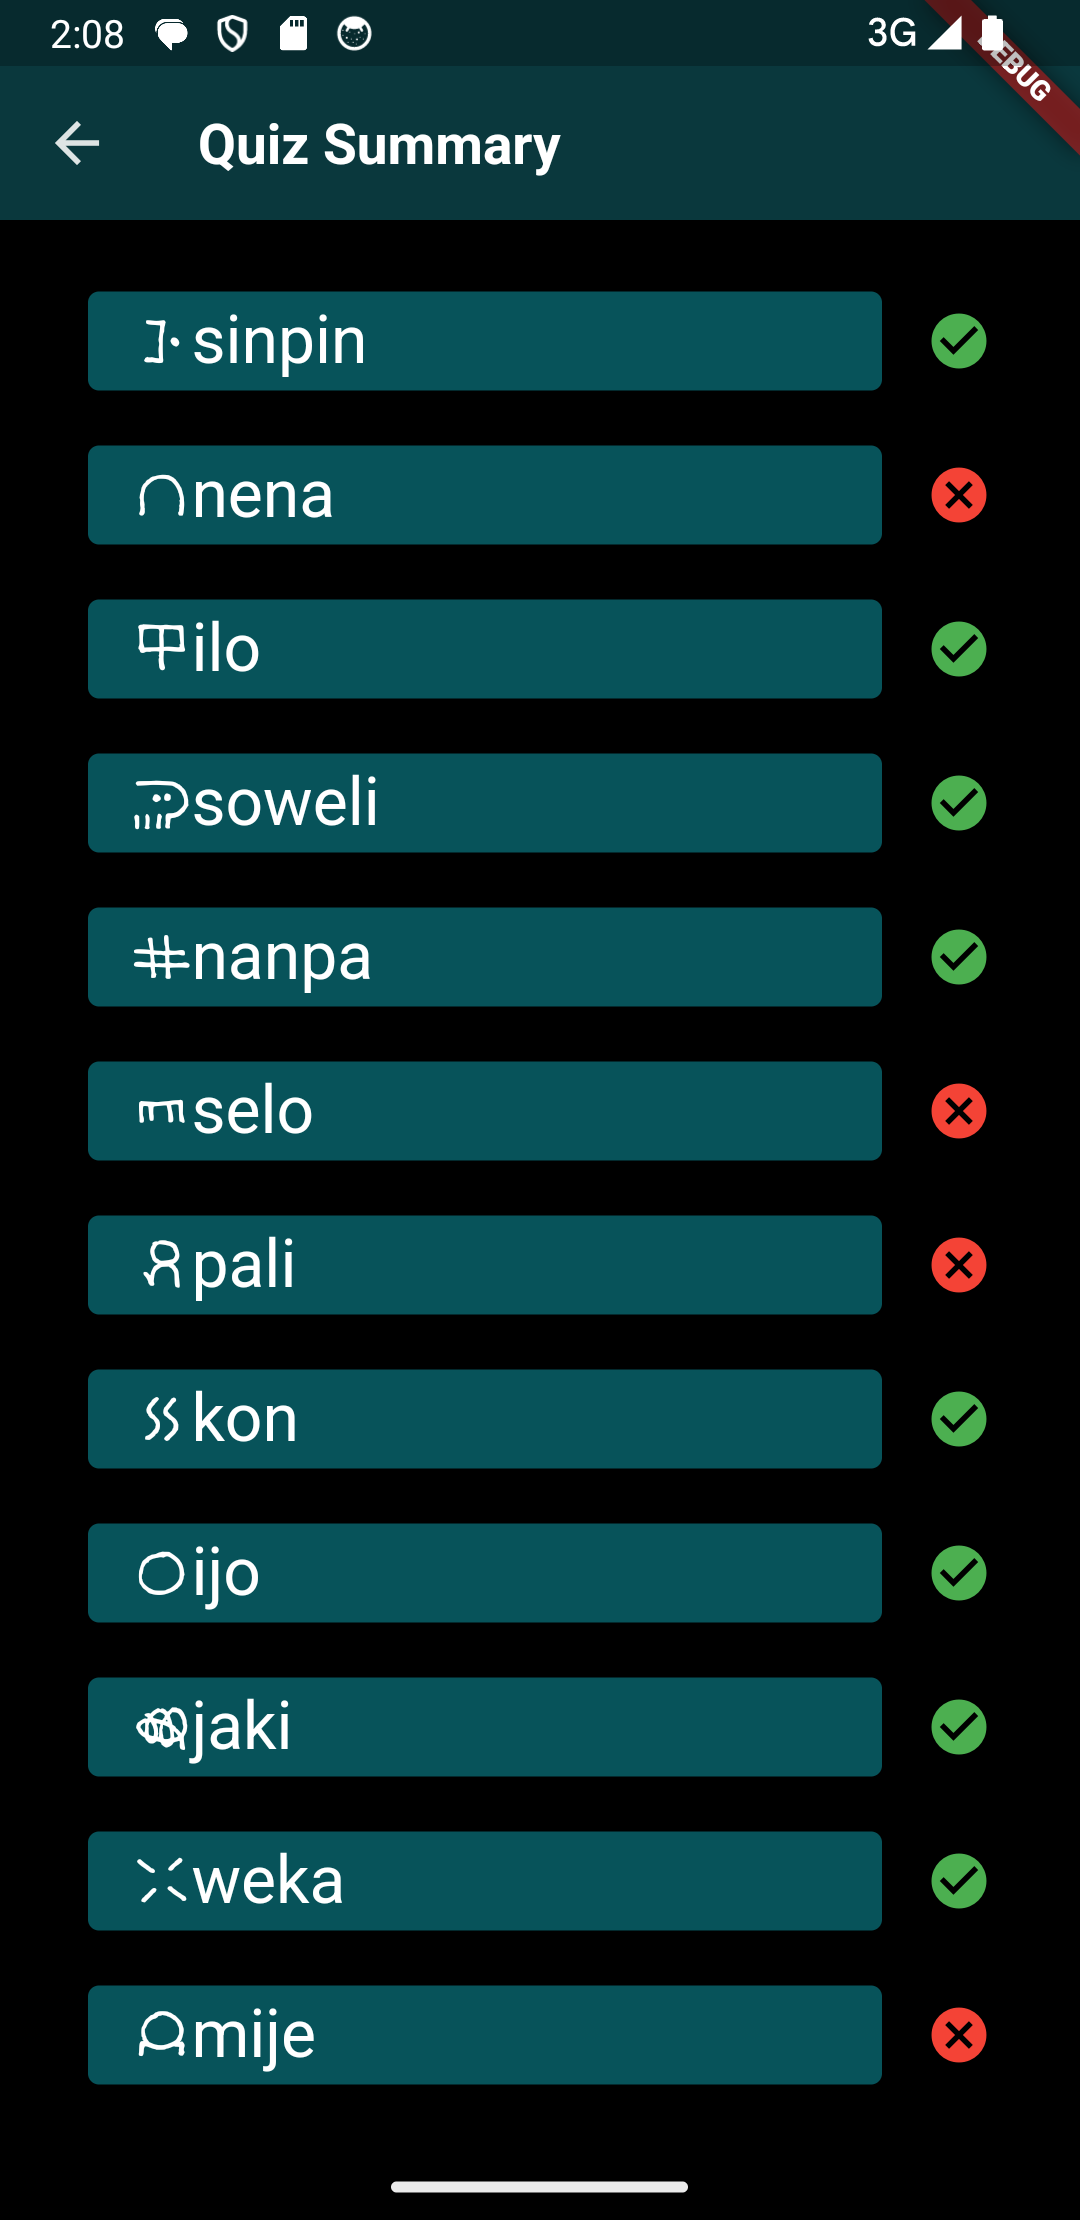 2:08
3G
DEBUG
Quiz Summary
sinpin
nena
ilo
soweli
nanpa
selo
pali
kon
ijo
jaki
weka
mije